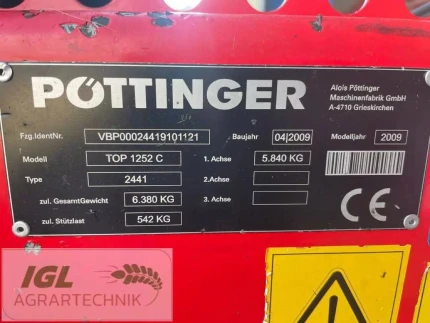 PÖTTINGER
Alois Pöttinger
Maschinenfabrik GmbH
A-4710 Grieskirchen
Fzg.IdentNr. VBP00024419101121 Baujahr 04|2009 Modelljahr 2009
Modell TOP 1252 C 1. Achse 5.840 KG
Type 2441 2. Achse
zul. GesamtGewicht 6.380 KG 3. Achse
zul. Stützlast 542 KG CE
IGL
AGRARTECHNIK